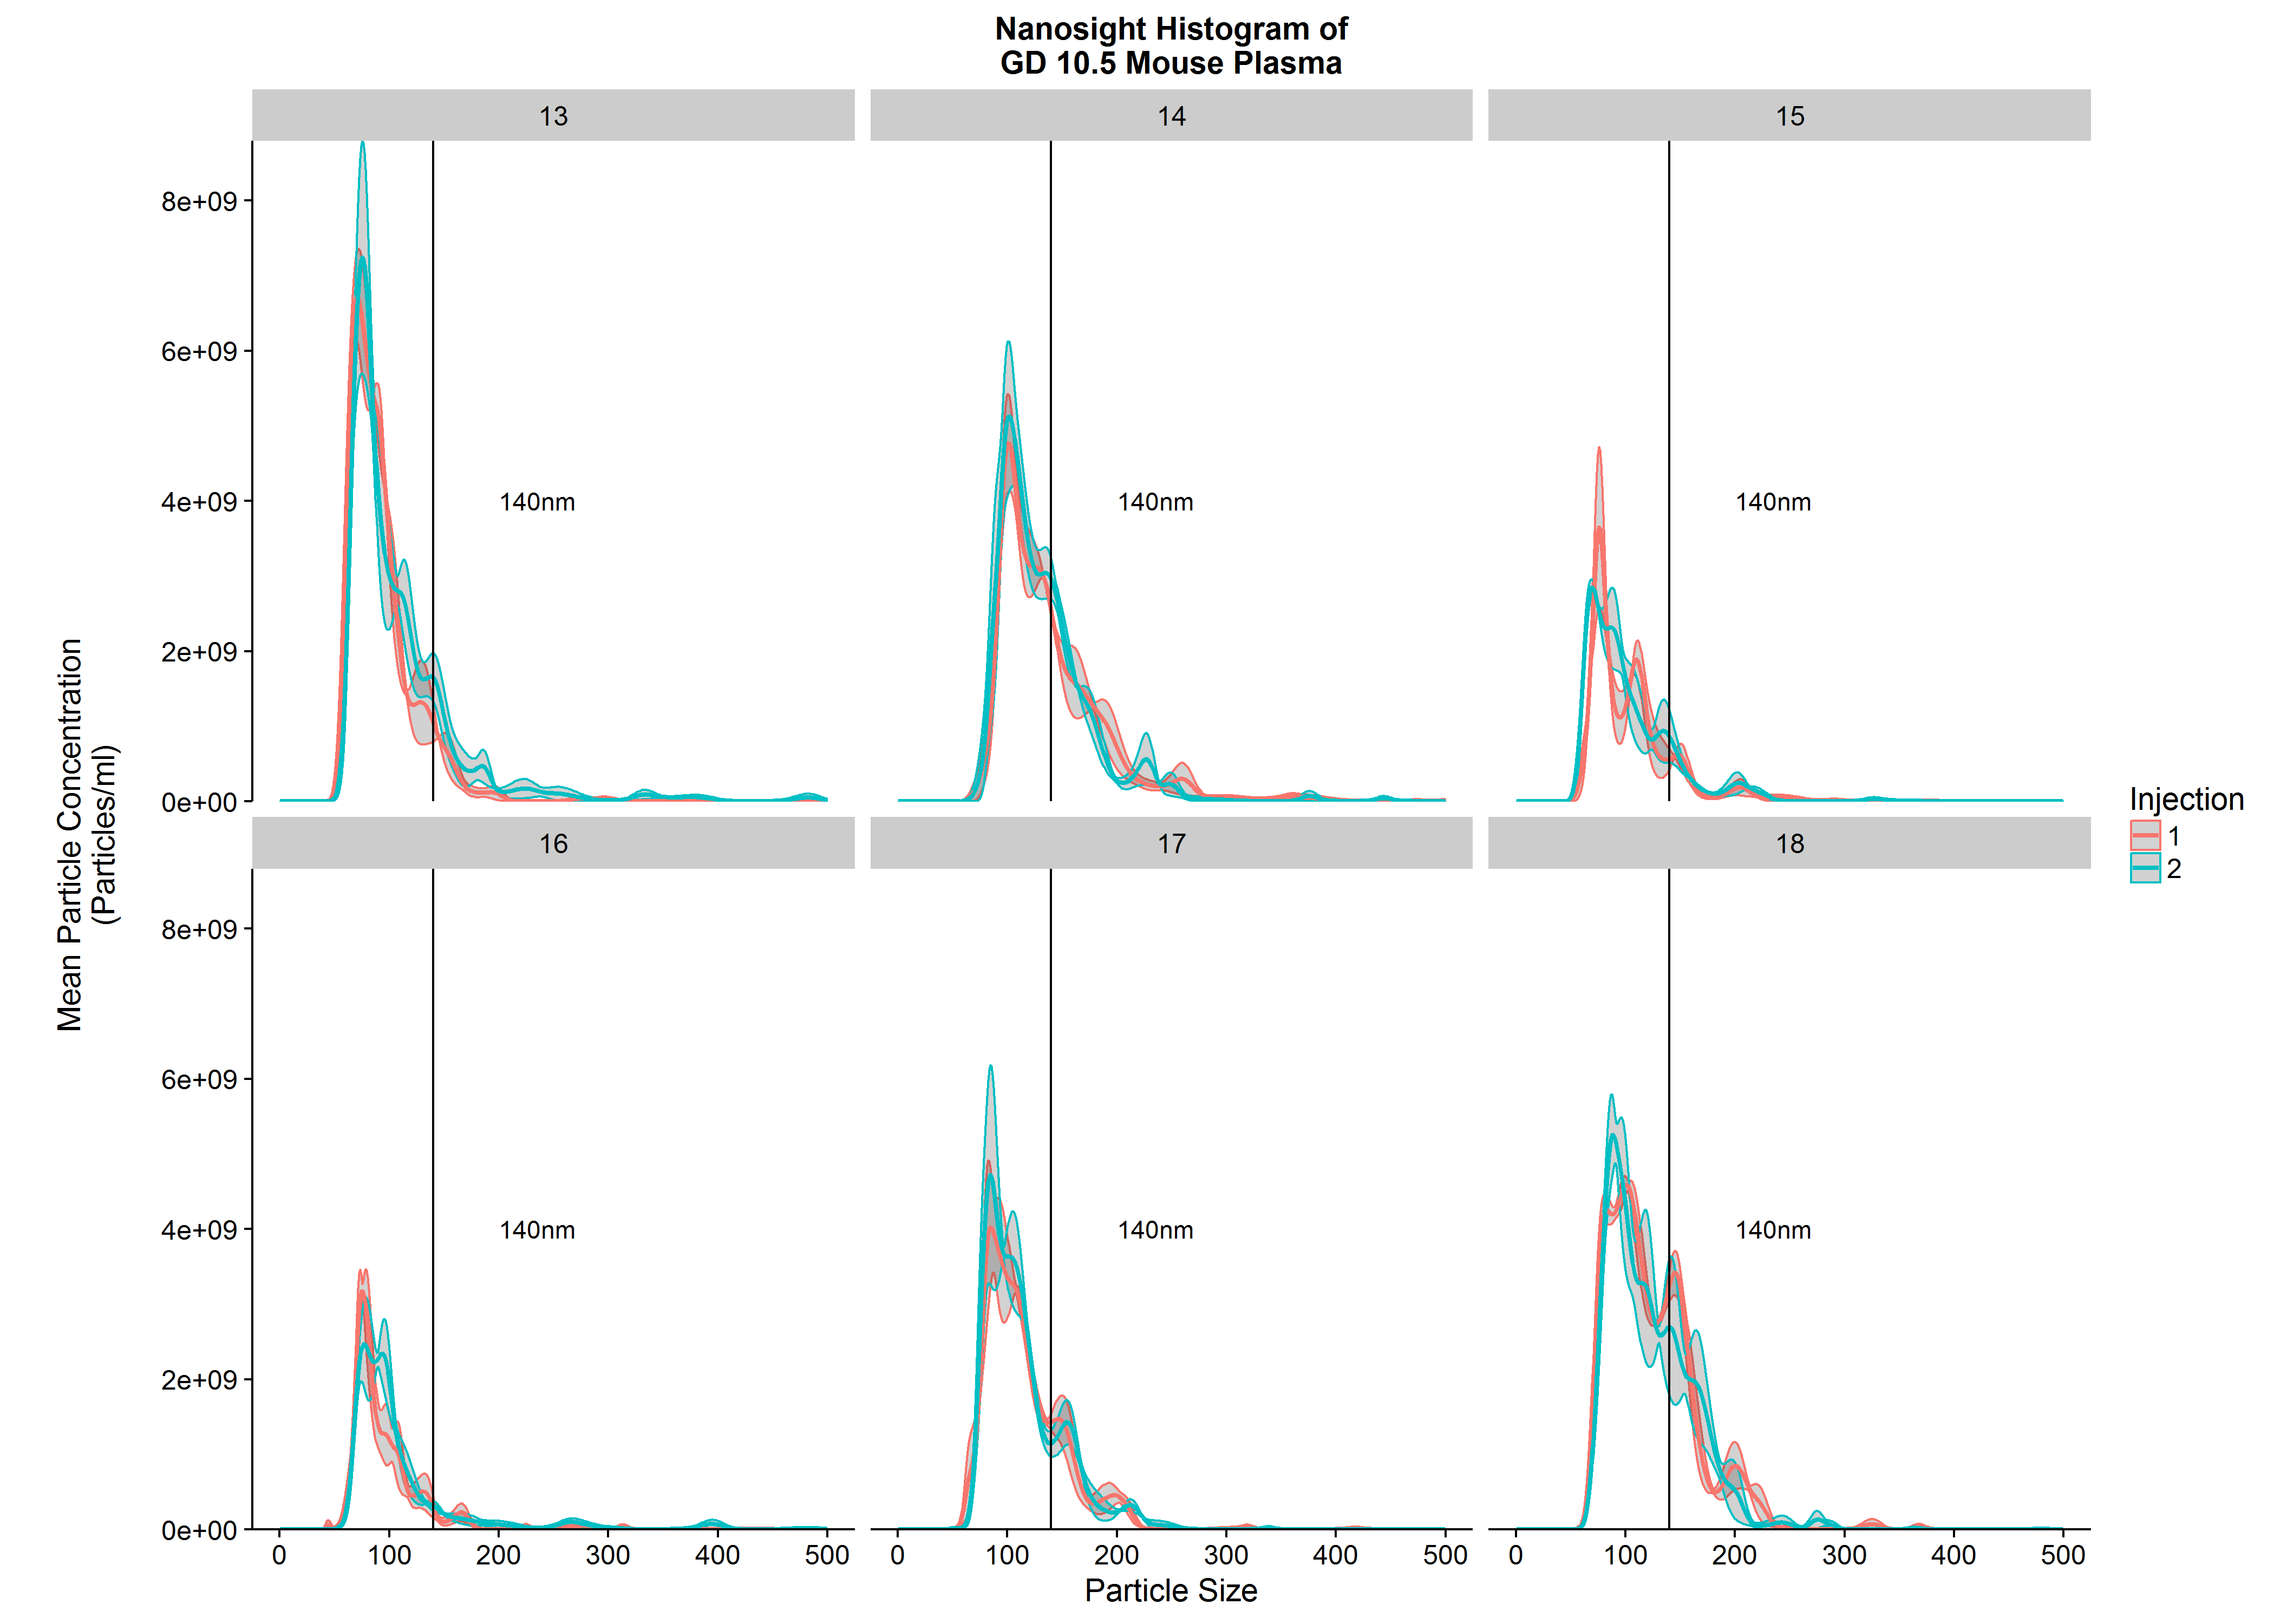 Nanosight Histogram of
GD 10.5 Mouse Plasma
13
14
15
8e+09
6e+09
4e+09
2e+09
0e+00
140nm
140nm
140nm
16
17
18
8e+09
6e+09
4e+09
2e+09
0e+00
140nm
140nm
140nm
0 100 200 300 400 500
0 100 200 300 400 500
0 100 200 300 400 500
Particle Size
Mean Particle Concentration
(Particles/ml)
Injection
1
2